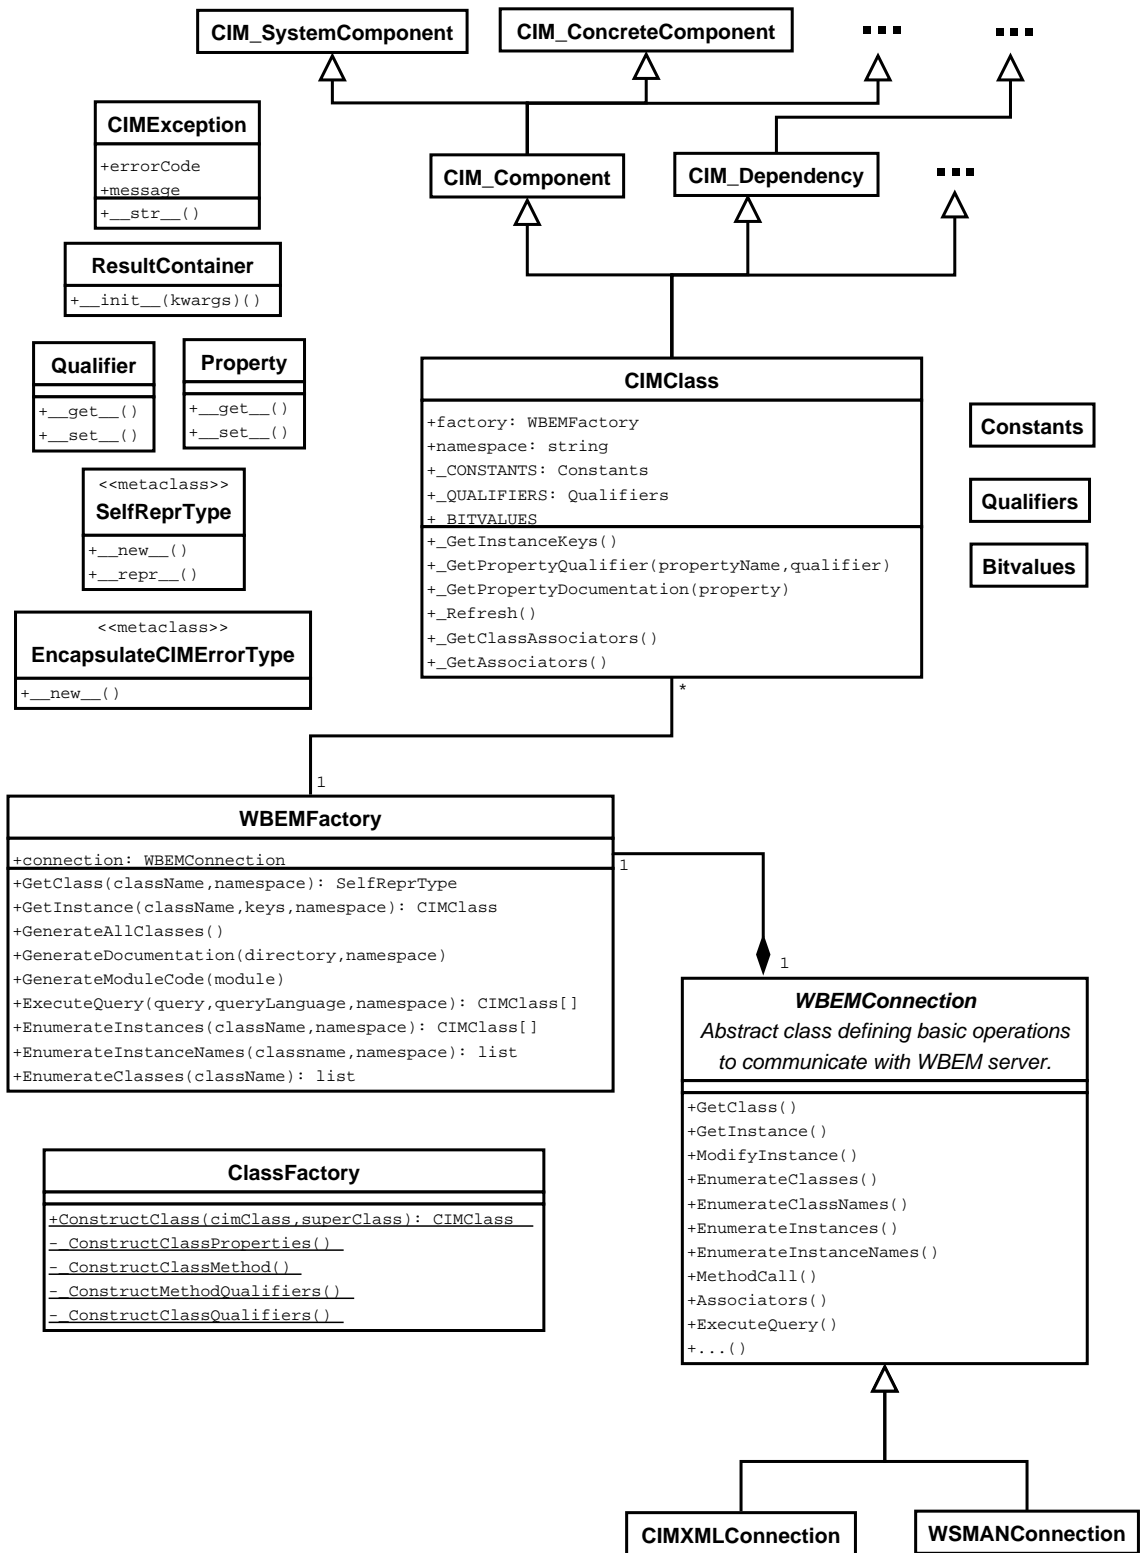 CIM_SystemComponent
CIM_ConcreteComponent
...
...
CIMException
+errorCode
+message
+__str__()
CIM_Component
CIM_Dependency
...
ResultContainer
+__init__(kwargs)()
Qualifier
+__get__()
+__set__()
Property
+__get__()
+__set__()
CIMClass
+factory: WBEMFactory
+namespace: string
+_CONSTANTS: Constants
+_QUALIFIERS: Qualifiers
+_BITVALUES
+_GetInstanceKeys()
+_GetPropertyQualifier(propertyName,qualifier)
+_GetPropertyDocumentation(property)
+_Refresh()
+_GetClassAssociators()
+_GetAssociators()
Constants
Qualifiers
Bitvalues
<<metaclass>>
SelfReprType
+__new__()
+__repr__()
<<metaclass>>
EncapsulateCIMErrorType
+__new__()
*
1
WBEMFactory
+connection: WBEMConnection
+GetClass(className,namespace): SelfReprType
+GetInstance(className,keys,namespace): CIMClass
+GenerateAllClasses()
+GenerateDocumentation(directory,namespace)
+GenerateModuleCode(module)
+ExecuteQuery(query,queryLanguage,namespace): CIMClass[]
+EnumerateInstances(className,namespace): CIMClass[]
+EnumerateInstanceNames(classname,namespace): list
+EnumerateClasses(className): list
1
1
WBEMConnection
Abstract class defining basic operations
to communicate with WBEM server.
+GetClass()
+GetInstance()
+ModifyInstance()
+EnumerateClasses()
+EnumerateClassNames()
+EnumerateInstances()
+EnumerateInstanceNames()
+MethodCall()
+Associators()
+ExecuteQuery()
+...()
ClassFactory
+ConstructClass(cimClass,superClass): CIMClass
-_ConstructClassProperties()
-_ConstructClassMethod()
-_ConstructMethodQualifiers()
-_ConstructClassQualifiers()
CIMXMLConnection
WSMANConnection